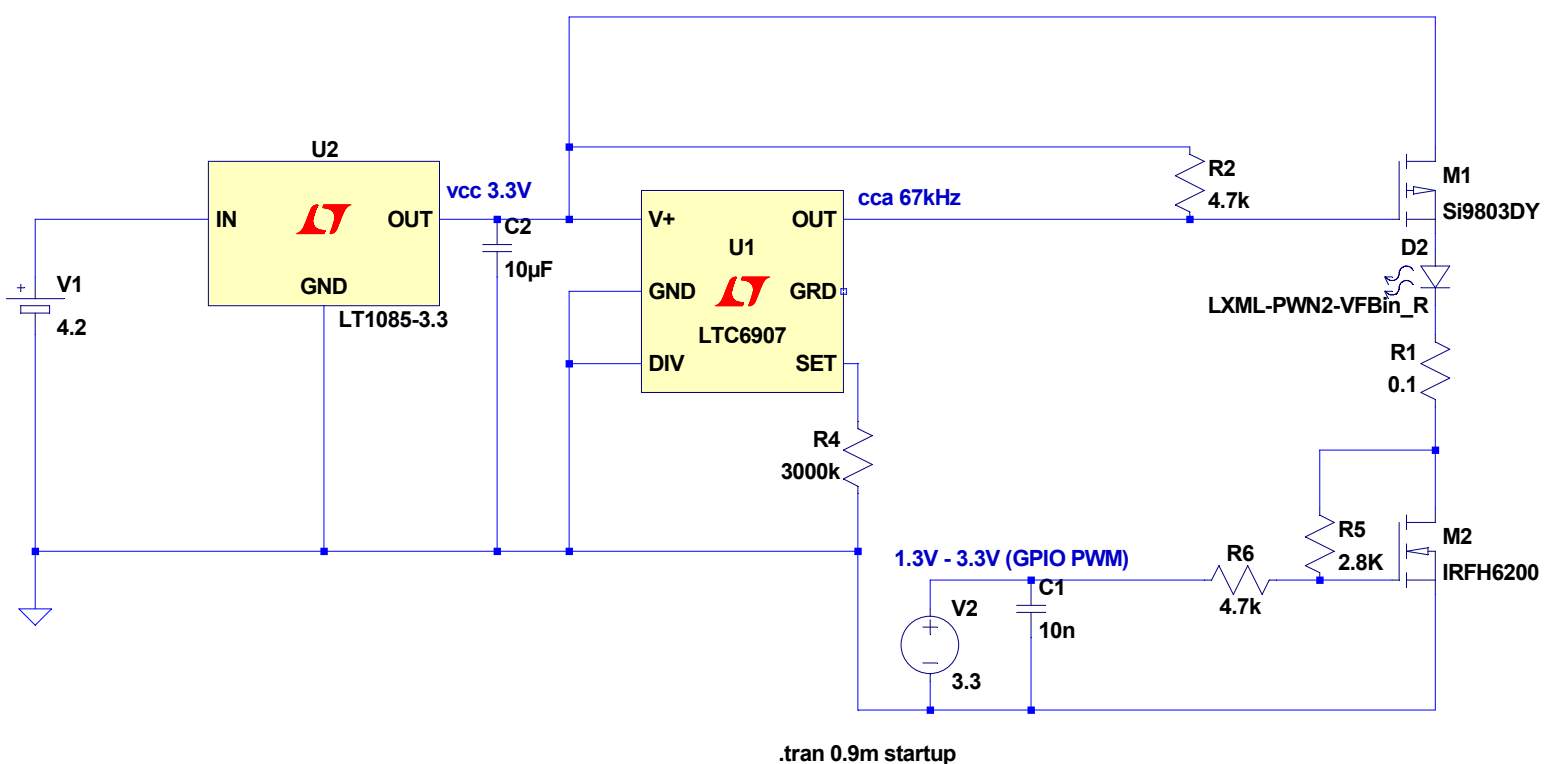 U2
IN
OUT
GND
LT1085-3.3
V1
4.2
+
vcc 3.3V
C2
10µF
V+
OUT
U1
GND
GRD
LTC6907
DIV
SET
cca 67kHz
R2
4.7k
M1
Si9803DY
D2
LXML-PWN2-VFBin_R
R1
0.1
R4
3000k
1.3V - 3.3V (GPIO PWM)
R6
4.7k
R5
2.8K
M2
IRFH6200
C1
10n
V2
3.3
.tran 0.9m startup